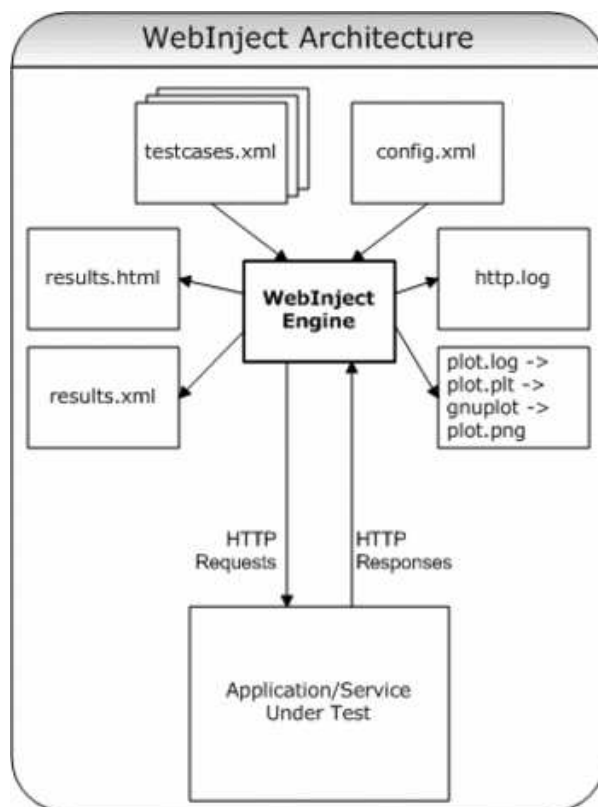 WebInject Architecture
testcases.xml
config.xml
results.html
WebInject
Engine
http.log
results.xml
plot.log ->
plot.plt ->
gnuplot ->
plot.png
HTTP
Requests
HTTP
Responses
Application/Service
Under Test